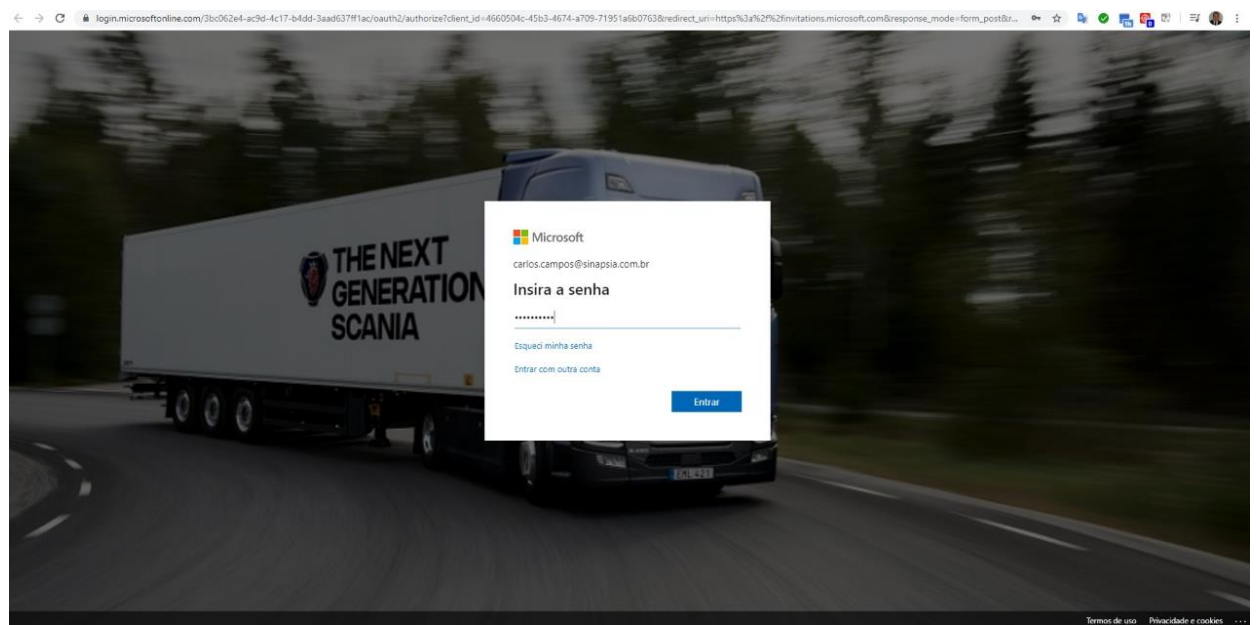 login.microsoftonline.com/3bc062e4-ac9d-4c17-b4dd-3aad637ff1ac/oauth2/authorize?client_id=4660504c-45b3-4674-a709-71951a6b0763&redirect_uri=https%3a%2f%2finvitations.microsoft.com&response_mode=form_post&r...
THE NEXT
GENERATION
SCANIA
Microsoft
carlos.campos@sinapsia.com.br
Insira a senha
••••••••••
Esqueci minha senha
Entrar com outra conta
Entrar
EML 421
Termos de uso Privacidade e cookies ...